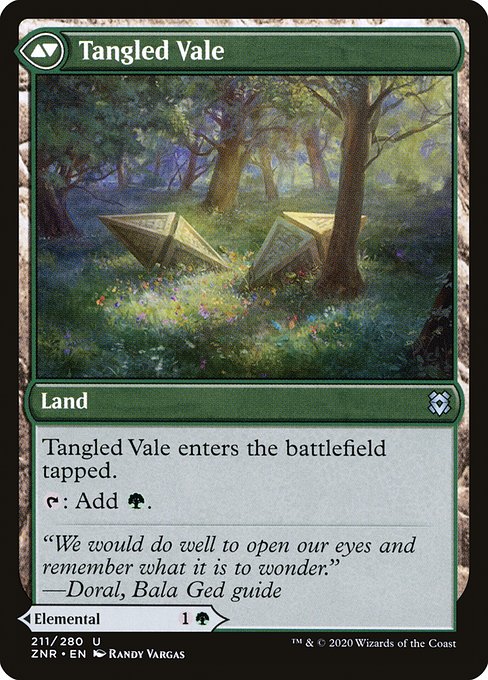 Tangled Vale
Land
Tangled Vale enters the battlefield
tapped.
: Add .
“We would do well to open our eyes and
remember what it is to wonder.”
—Doral, Bala Ged guide
Elemental 1
211/280 U
ZNR • EN Randy Vargas
™ & © 2020 Wizards of the Coast